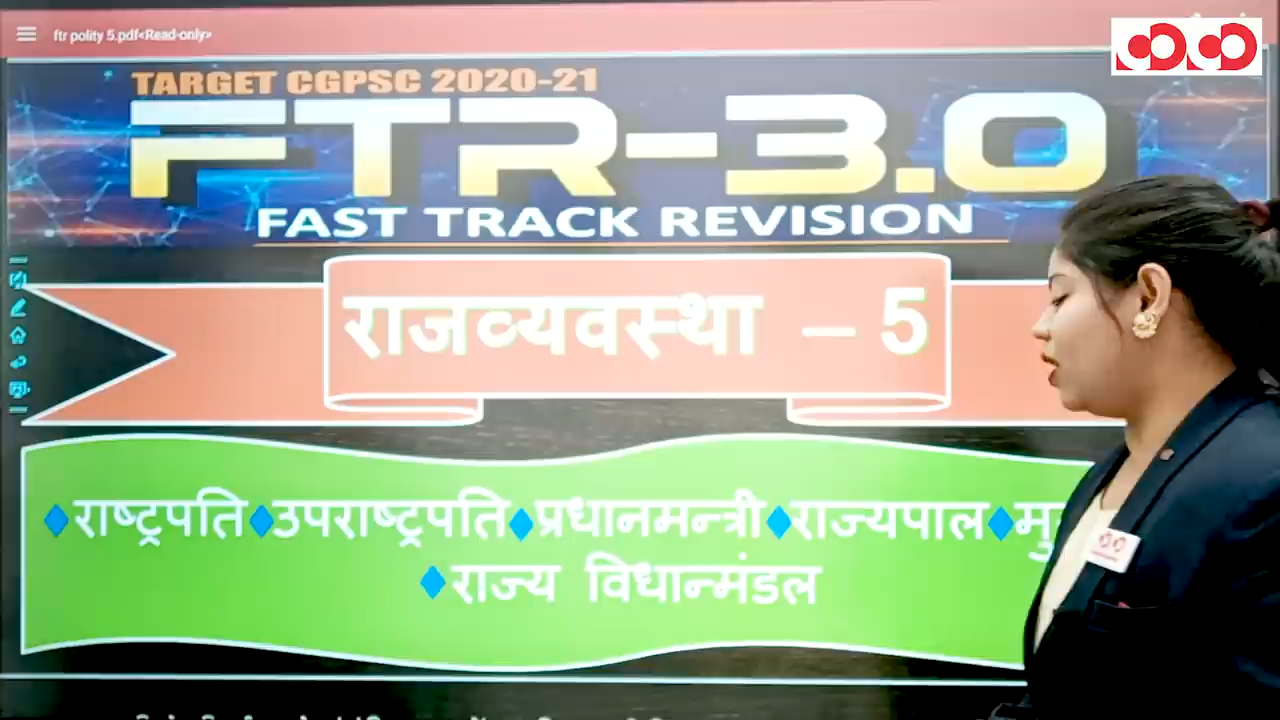 ftr polity 5.pdf<Read-only>
TARGET CGPSC 2020-21
FTR-3.0
FAST TRACK REVISION
राजव्यवस्था – 5
राष्ट्रपति उपराष्ट्रपति प्रधानमन्त्री राज्यपाल
राज्य विधान्मंडल